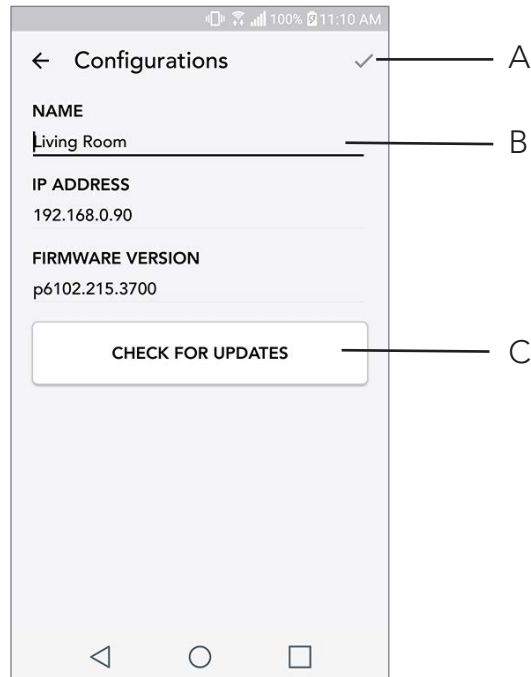 100% 11:10 AM
Configurations
A
NAME
Living Room
B
IP ADDRESS
192.168.0.90
FIRMWARE VERSION
p6102.215.3700
CHECK FOR UPDATES
C